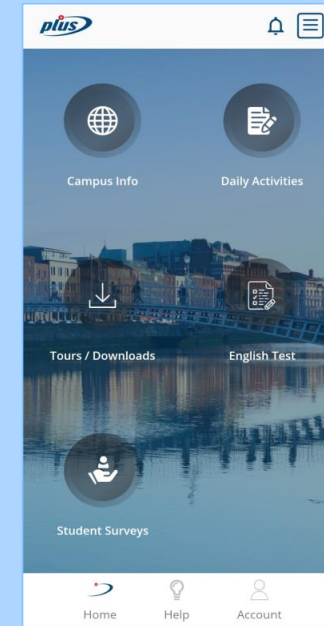 plus
Campus Info
Daily Activities
Tours / Downloads
English Test
Student Surveys
Home
Help
Account